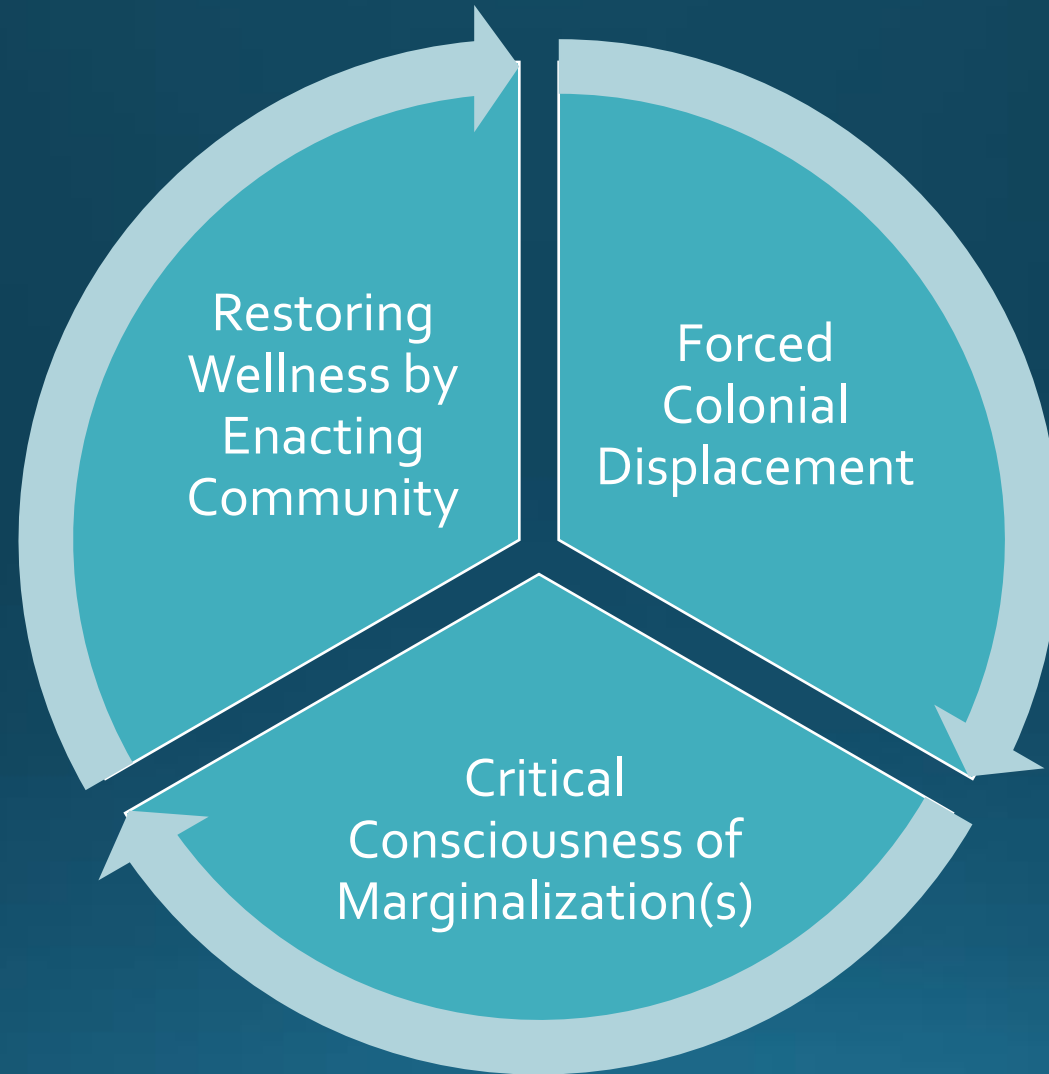 Restoring
Wellness by
Enacting
Community
Forced
Colonial
Displacement
Critical
Consciousness of
Marginalization(s)